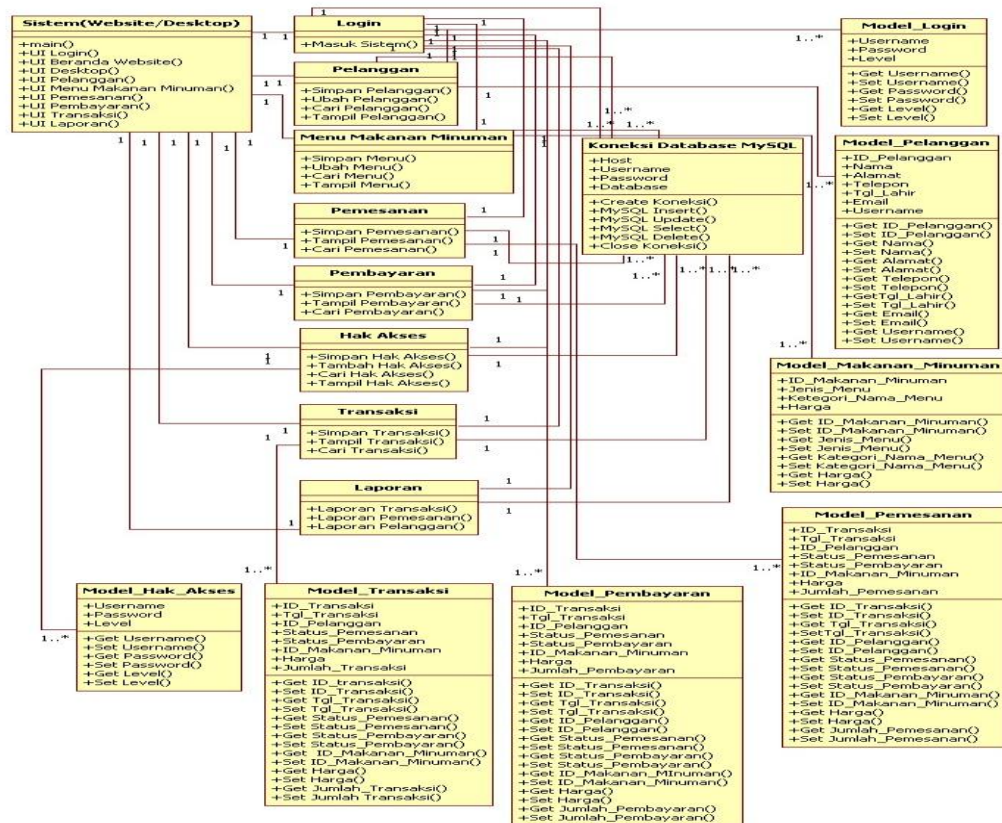 Sistem(Website/Desktop)
+main()
+UI Login()
+UI Beranda Website()
+UI Desktop()
+UI Pelanggan()
+UI Menu Makanan Minuman()
+UI Pemesanan()
+UI Pembayaran()
+UI Transaksi()
+UI Laporan()
Login
+Masuk Sistem()
Pelanggan
+Simpan Pelanggan()
+Ubah Pelanggan()
+Cari Pelanggan()
+Tampil Pelanggan()
Menu Makanan Minuman
+Simpan Menu()
+Ubah Menu()
+Cari Menu()
+Tampil Menu()
Pemesanan
+Simpan Pemesanan()
+Tampil Pemesanan()
+Cari Pemesanan()
Pembayaran
+Simpan Pembayaran()
+Tampil Pembayaran()
+Cari Pembayaran()
Hak Akses
+Simpan Hak Akses()
+Tambah Hak Akses()
+Cari Hak Akses()
+Tampil Hak Akses()
Transaksi
+Simpan Transaksi()
+Tampil Transaksi()
+Cari Transaksi()
Laporan
+Laporan Transaksi()
+Laporan Pemesanan()
+Laporan Pelanggan()
Koneksi Database MySQL
+Host
+Username
+Password
+Database
+Create Koneksi()
+MySQL Insert()
+MySQL Update()
+MySQL Select()
+MySQL Delete()
+Close Koneksi()
Model_Login
+Username
+Password
+Level
+Get Username()
+Set Username()
+Get Password()
+Set Password()
+Get Level()
+Set Level()
Model_Pelanggan
+ID_Pelanggan
+Nama
+Alamat
+Telepon
+Tgl_Lahir
+Email
+Username
+Get ID_Pelanggan()
+Set ID_Pelanggan()
+Get Nama()
+Set Nama()
+Get Alamat()
+Set Alamat()
+Get Telepon()
+Set Telepon()
+GetTgl_Lahir()
+Set Tgl_Lahir()
+Get Email()
+Set Email()
+Get Username()
+Set Username()
Model_Makanan_Minuman
+ID_Makanan_Minuman
+Jenis_Menu
+Ketegori_Nama_Menu
+Harga
+Get ID_Makanan_Minuman()
+Set ID_Makanan_Minuman()
+Get Jenis_Menu()
+Set Jenis_Menu()
+Get Kategori_Nama_Menu()
+Set Kategori_Nama_Menu()
+Get Harga()
+Set Harga()
Model_Pemesanan
+ID_Transaksi
+Tgl_Transaksi
+ID_Pelanggan
+Status_Pemesanan
+Status_Pembayaran
+ID_Makanan_Minuman
+Harga
+Jumlah_Pemesanan
+Get ID_Transaksi()
+Set ID_Transaksi()
+Get Tgl_Transaksi()
+SetTgl_Transaksi()
+Get ID_Pelanggan()
+Set ID_Pelanggan()
+Get Status_Pemesanan()
+Set Status_Pemesanan()
+Get Status_Pembayaran()
+Set Status_Pembayaran()
+Get ID_Makanan_Minuman()
+Set ID_Makanan_Minuman()
+Get Harga()
+Set Harga()
+Get Jumlah_Pemesanan()
+Set Jumlah_Pemesanan()
Model_Hak_Akses
+Username
+Password
+Level
+Get Username()
+Set Username()
+Get Password()
+Set Password()
+Get Level()
+Set Level()
Model_Transaksi
+ID_Transaksi
+Tgl_Transaksi
+ID_Pelanggan
+Status_Pemesanan
+Status_Pembayaran
+ID_Makanan_Minuman
+Harga
+Jumlah_Transaksi
+Get ID_transaksi()
+Set ID_Transaksi()
+Get Tgl_Transaksi()
+Set Tgl_Transaksi()
+Get Status_Pemesanan()
+Set Status_Pemesanan()
+Get Status_Pembayaran()
+Set Status_Pembayaran()
+Get ID_Makanan_Minuman()
+Set ID_Makanan_Minuman()
+Get Harga()
+Set Harga()
+Get Jumlah_Transaksi()
+Set Jumlah Transaksi()
Model_Pembayaran
+ID_Transaksi
+Tgl_Transaksi
+ID_Pelanggan
+Status_Pemesanan
+Status_Pembayaran
+ID_Makanan_Minuman
+Harga
+Jumlah_Pembayaran
+Get ID_Transaksi()
+Set ID_Transaksi()
+Get Tgl_Transaksi()
+Set Tgl_Transaksi()
+Get ID_Pelanggan()
+Set ID_Pelanggan()
+Get Status_Pemesanan()
+Set Status_Pemesanan()
+Get Status_Pembayaran()
+Set Status_Pembayaran()
+Get ID_Makanan_MInuman()
+Set ID_Makanan_Minuman()
+Get Harga()
+Set Harga()
+Get Jumlah_Pembayaran()
+Set Jumlah_Pembayaran()
1..*
1..*
1..*
1..*
1..*
1..*
1..*